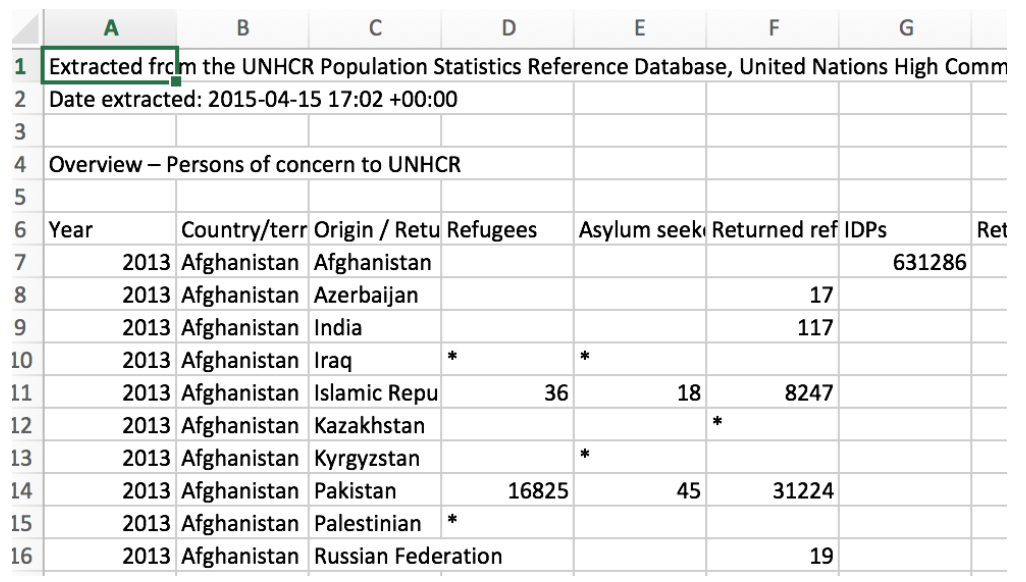 A B C D E F G
1 Extracted from the UNHCR Population Statistics Reference Database, United Nations High Comm
2 Date extracted: 2015-04-15 17:02 +00:00
3
4 Overview – Persons of concern to UNHCR
5
6 Year Country/terr Origin / Retu Refugees Asylum seek Returned ref IDPs Ret
7 2013 Afghanistan Afghanistan 631286
8 2013 Afghanistan Azerbaijan 17
9 2013 Afghanistan India 117
10 2013 Afghanistan Iraq * *
11 2013 Afghanistan Islamic Repu 36 18 8247
12 2013 Afghanistan Kazakhstan *
13 2013 Afghanistan Kyrgyzstan *
14 2013 Afghanistan Pakistan 16825 45 31224
15 2013 Afghanistan Palestinian *
16 2013 Afghanistan Russian Federation 19